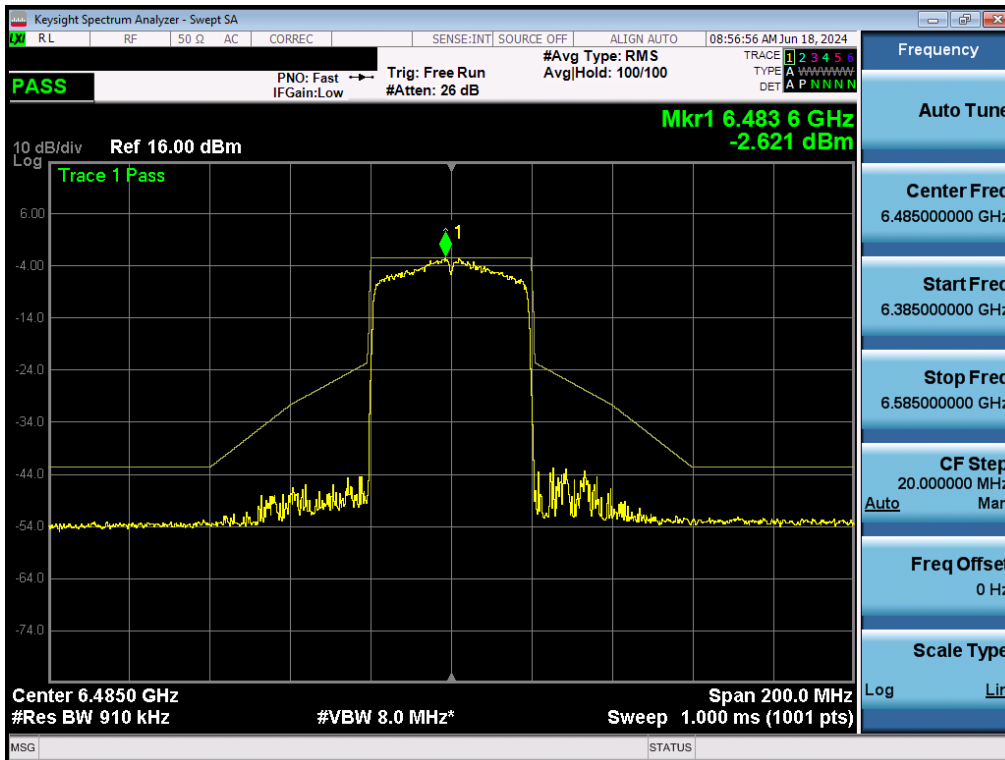 Keysight Spectrum Analyzer - Swept SA
LXI RL RF 50 Ω AC CORREC SENSE:INT SOURCE OFF ALIGN AUTO 08:56:56 AM Jun 18, 2024
PASS
PNO: Fast
IFGain:Low
Trig: Free Run
#Atten: 26 dB
#Avg Type: RMS
Avg|Hold: 100/100
TRACE 1 2 3 4 5 6
TYPE A WWWWW
DET A P N N N N
Mkr1 6.483 6 GHz
-2.621 dBm
10 dB/div Ref 16.00 dBm
Log
Trace 1 Pass
1
6.00
-4.00
-14.0
-24.0
-34.0
-44.0
-54.0
-64.0
-74.0
Center 6.4850 GHz Span 200.0 MHz
#Res BW 910 kHz #VBW 8.0 MHz* Sweep 1.000 ms (1001 pts)
MSG STATUS
Frequency
Auto Tune
Center Freq
6.485000000 GHz
Start Freq
6.385000000 GHz
Stop Freq
6.585000000 GHz
CF Step
20.000000 MHz
Auto Man
Freq Offset
0 Hz
Scale Type
Log Lin